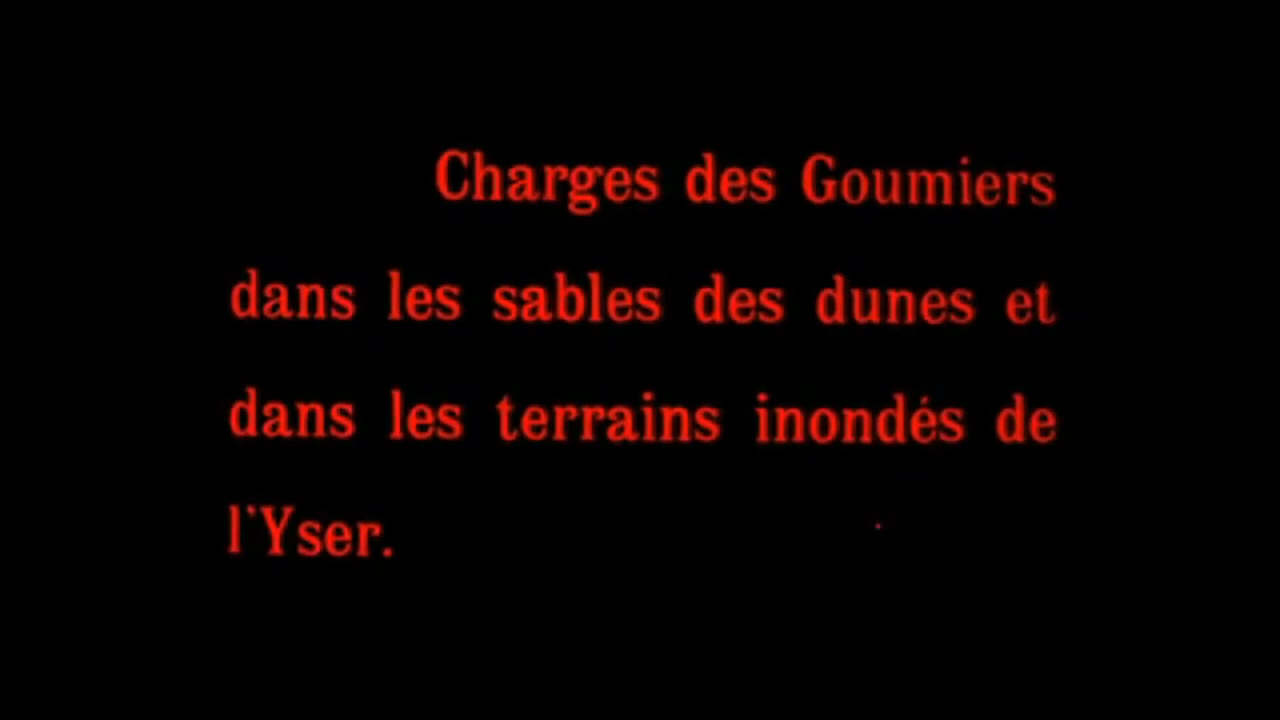 Charges des Goumiers
dans les sables des dunes et
dans les terrains inondés de
l'Yser.